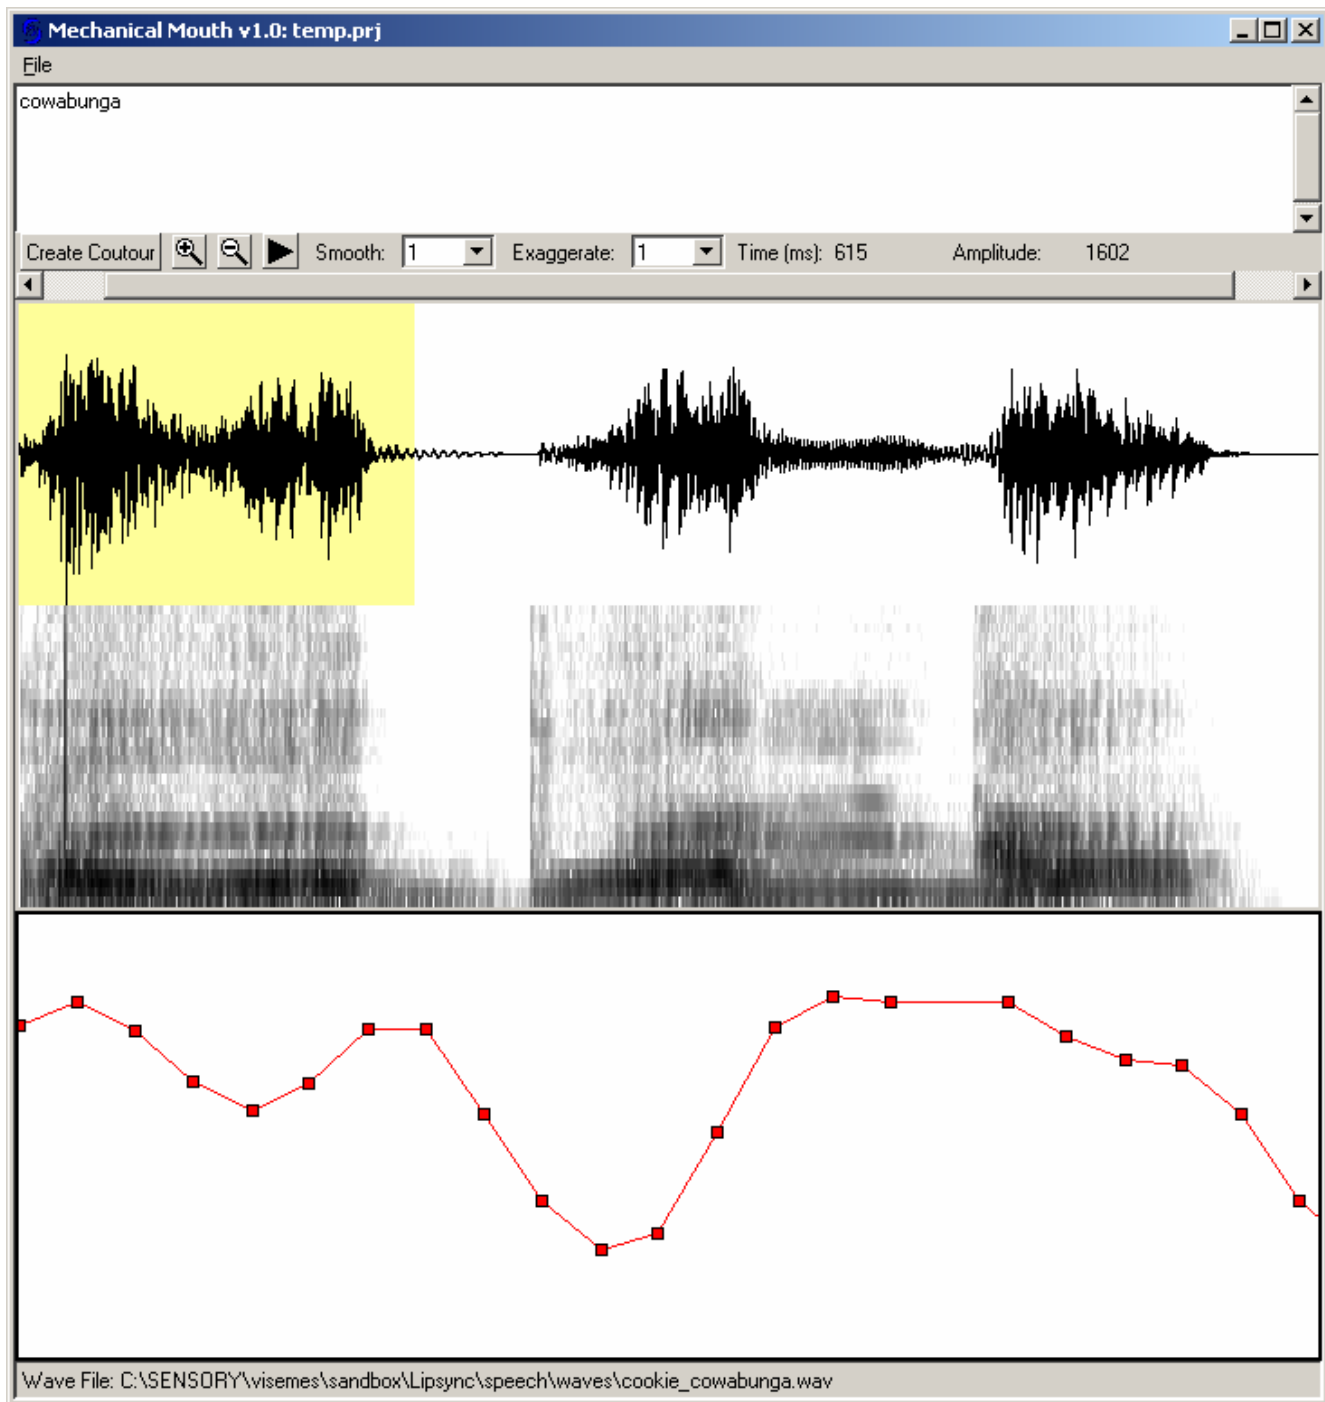 Mechanical Mouth v1.0: temp.prj
File
cowabunga
Create Coutour Smooth: 1 Exaggerate: 1 Time (ms): 615 Amplitude: 1602
Wave File: C:\SENSORY\visemes\sandbox\Lipsync\speech\waves\cookie_cowabunga.wav